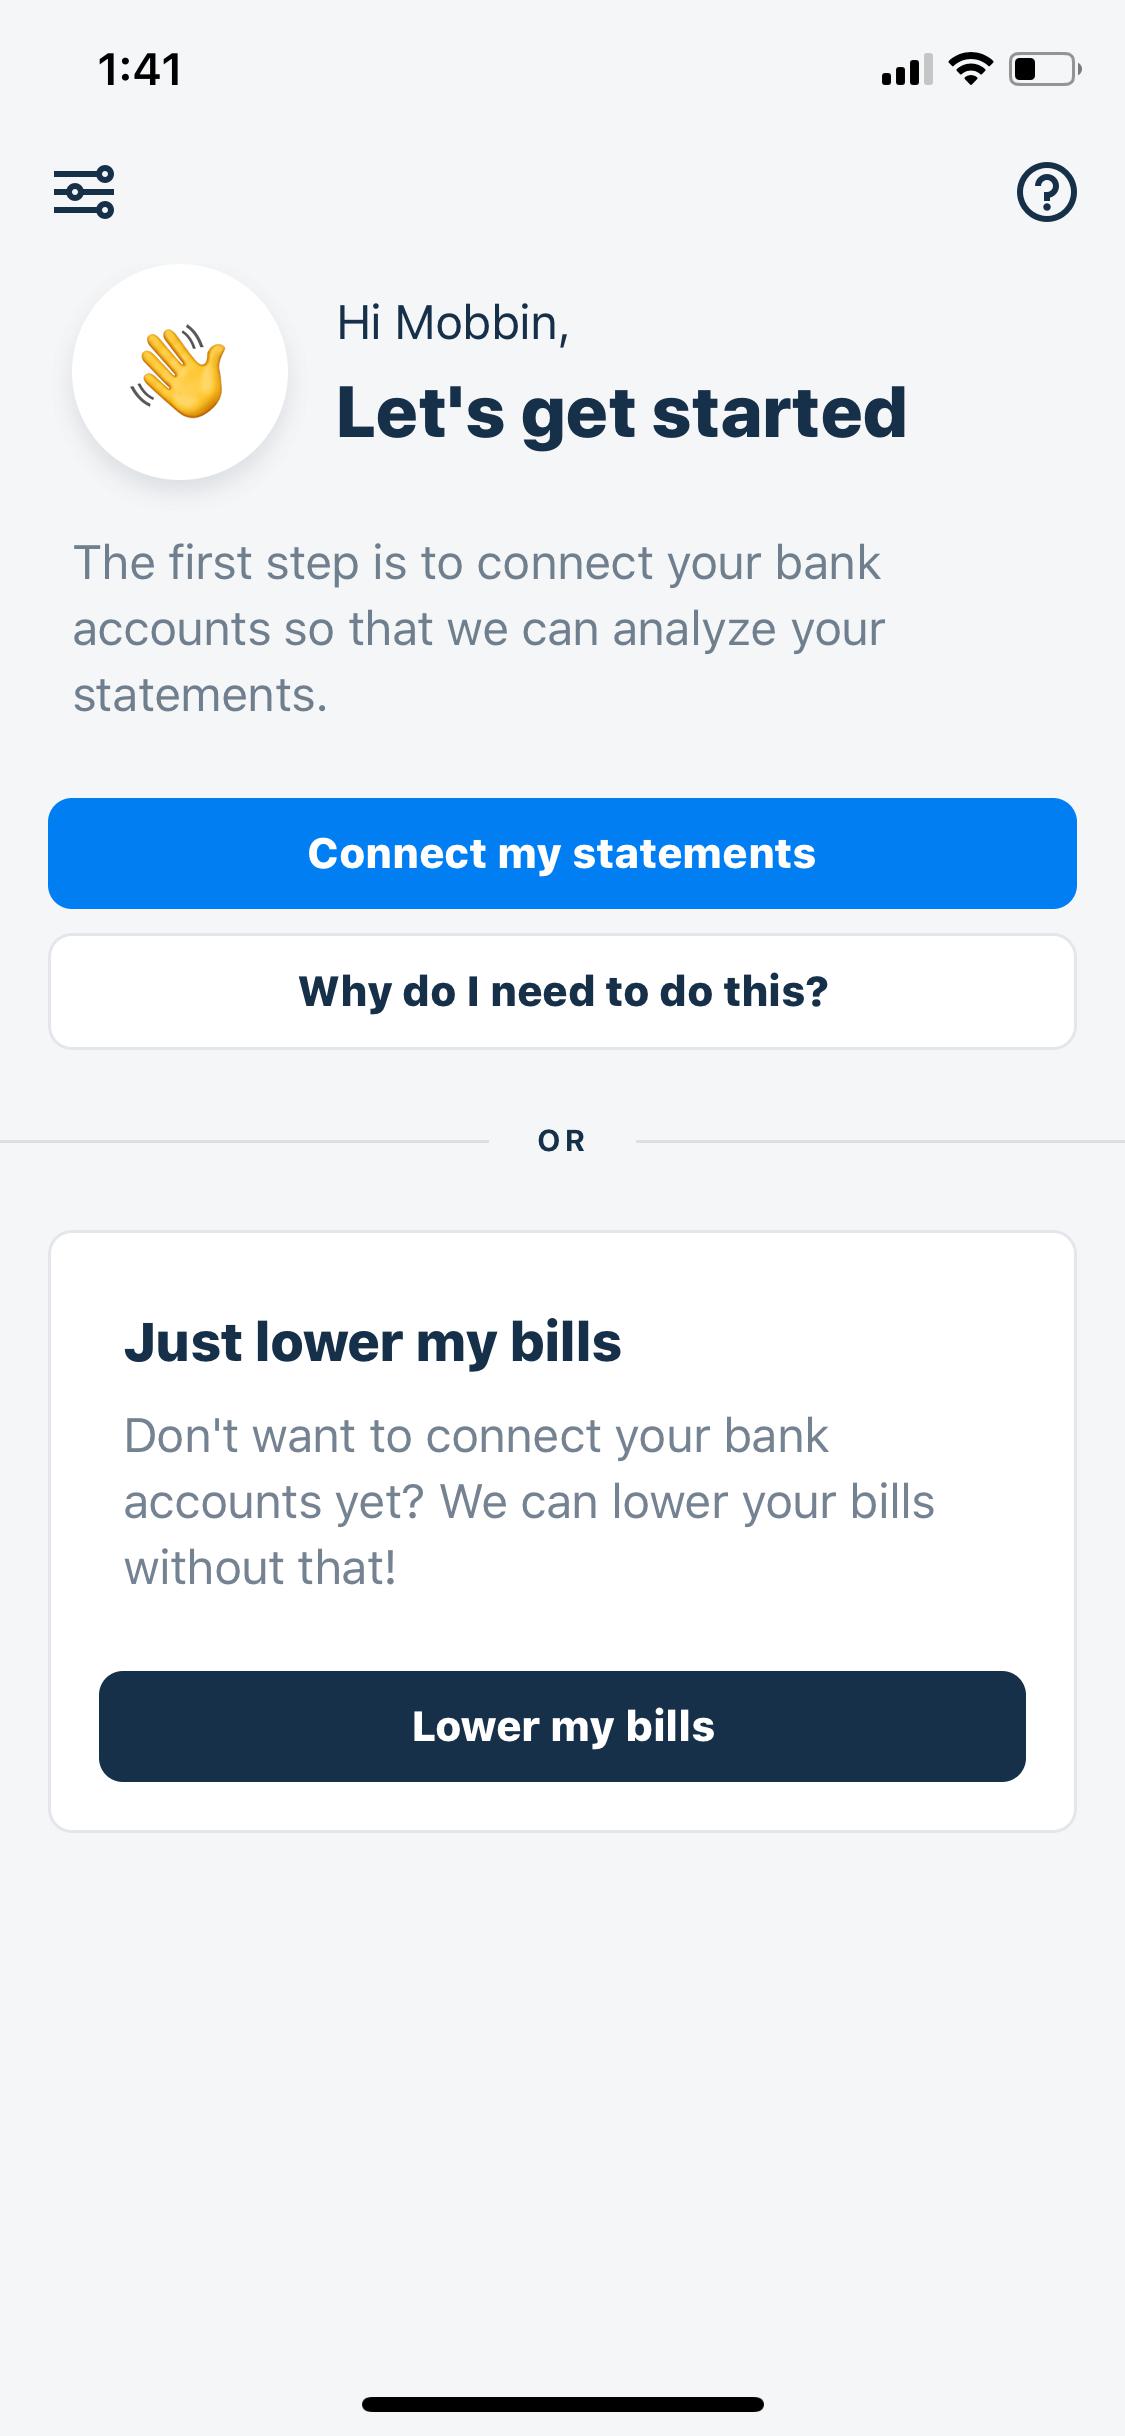 1:41
Hi Mobbin,
Let's get started
The first step is to connect your bank
accounts so that we can analyze your
statements.
Connect my statements
Why do I need to do this?
OR
Just lower my bills
Don't want to connect your bank
accounts yet? We can lower your bills
without that!
Lower my bills